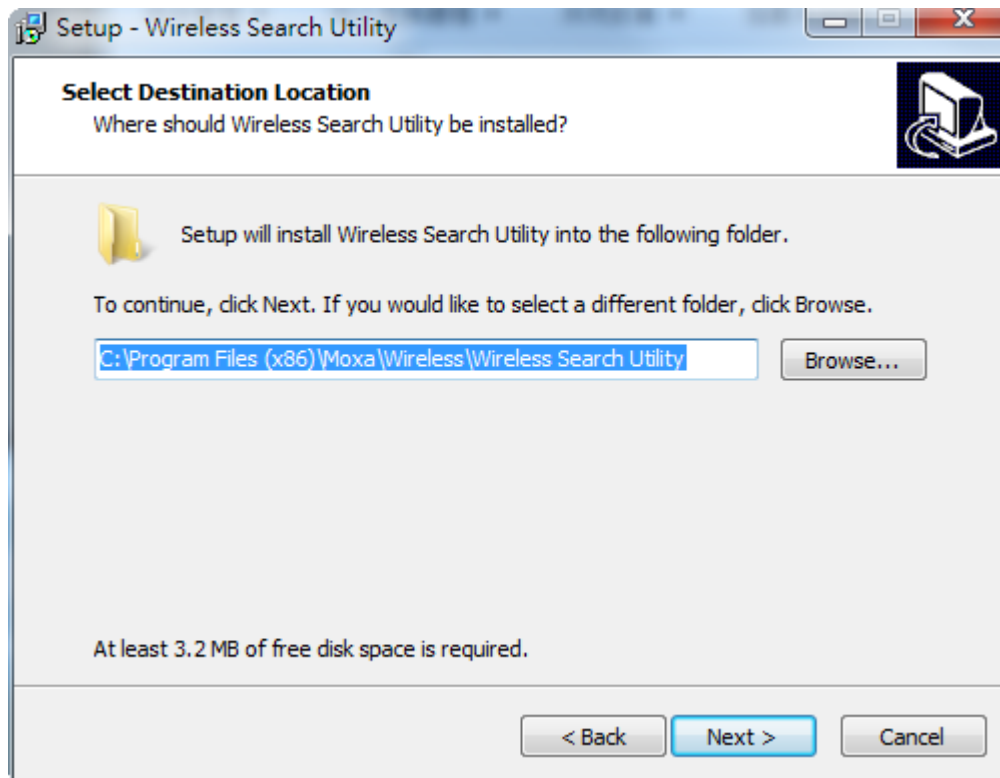 Setup - Wireless Search Utility
Select Destination Location
Where should Wireless Search Utility be installed?
Setup will install Wireless Search Utility into the following folder.
To continue, click Next. If you would like to select a different folder, click Browse.
C:\Program Files (x86)\Moxa\Wireless\Wireless Search Utility
Browse...
At least 3.2 MB of free disk space is required.
< Back
Next >
Cancel